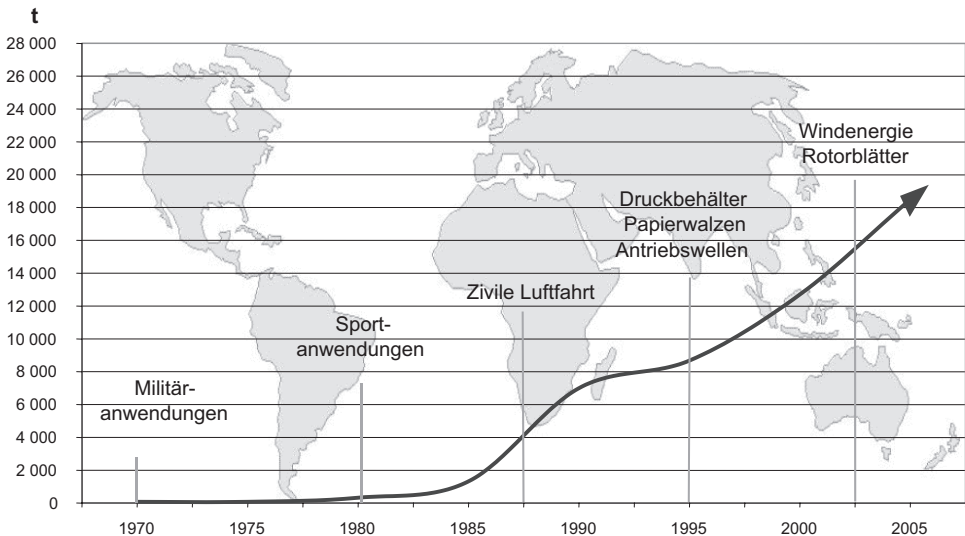 t
28 000
26 000
24 000
22 000
20 000
18 000
16 000
14 000
12 000
10 000
8 000
6 000
4 000
2 000
0
Militär-
anwendungen
Sport-
anwendungen
Zivile Luftfahrt
Druckbehälter
Papierwalzen
Antriebswellen
Windenergie
Rotorblätter
1970 1975 1980 1985 1990 1995 2000 2005